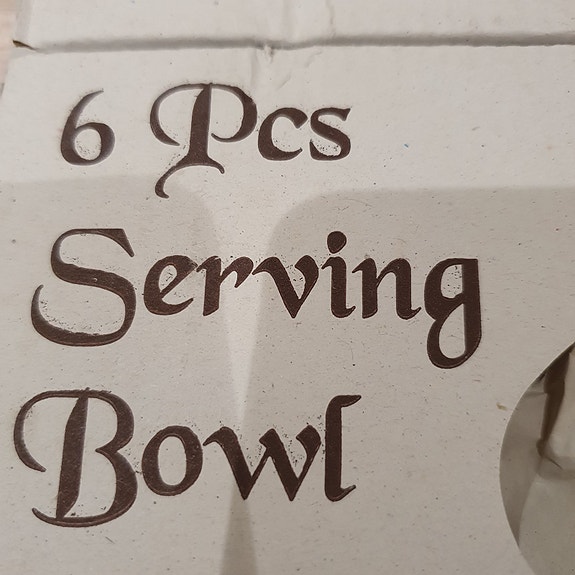 6 Pcs
Serving
Bowl